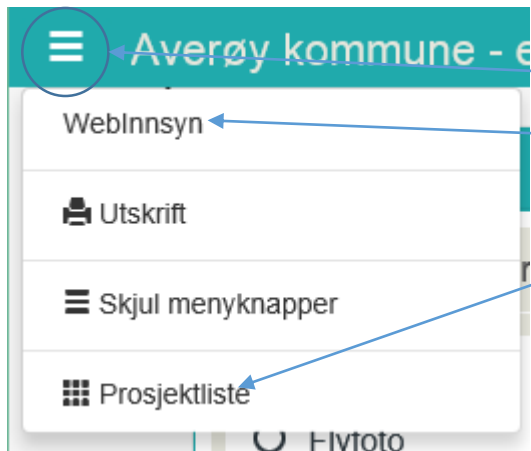 Averøy kommune - e
WebInnsyn
Utskrift
Skjul menyknapper
Prosjektliste
Flyfoto